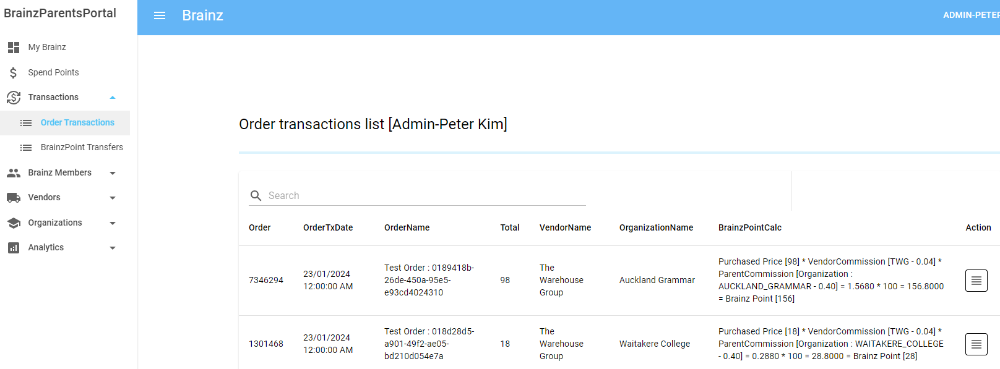 BrainzParentsPortal
Brainz
ADMIN-PETER
My Brainz
Spend Points
Transactions
Order Transactions
BrainzPoint Transfers
Brainz Members
Vendors
Organizations
Analytics
Order transactions list [Admin-Peter Kim]
Search
Order OrderTxDate OrderName Total VendorName OrganizationName BrainzPointCalc Action
7346294
23/01/2024
12:00:00 AM
Test Order : 0189418b-
26de-450a-95e5-
e93cd4024310
98
The
Warehouse
Group
Auckland Grammar
Purchased Price [98] * VendorCommission [TWG - 0.04] *
ParentCommission [Organization :
AUCKLAND_GRAMMAR - 0.40] = 1.5680 * 100 = 156.8000
= Brainz Point [156]
1301468
23/01/2024
12:00:00 AM
Test Order : 018d28d5-
a901-49f2-ae05-
bd210d054e7a
18
The
Warehouse
Group
Waitakere College
Purchased Price [18] * VendorCommission [TWG - 0.04] *
ParentCommission [Organization : WAITAKERE_COLLEGE
- 0.40] = 0.2880 * 100 = 28.8000 = Brainz Point [28]